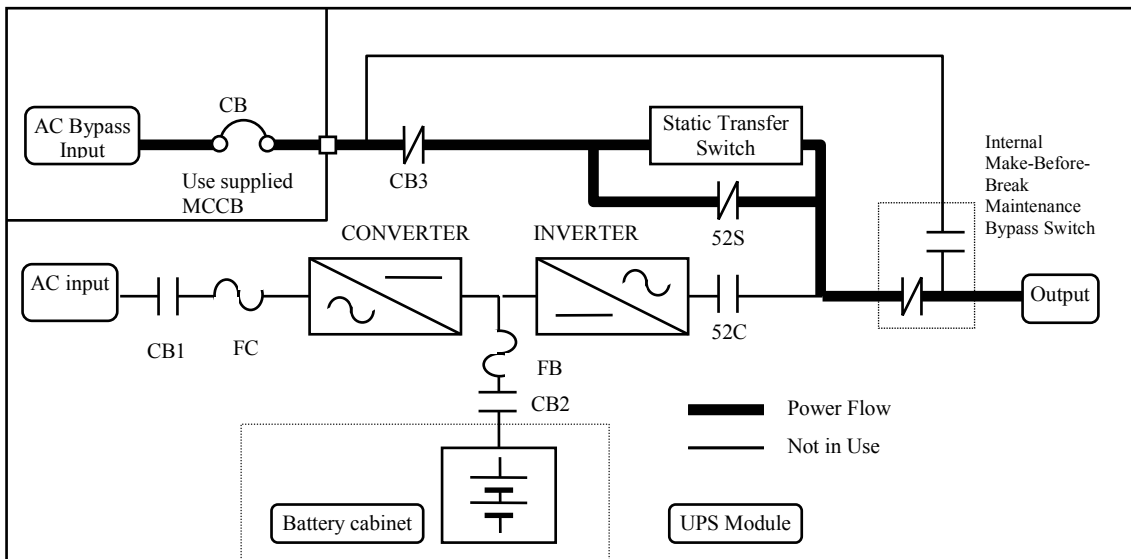 CB
AC Bypass
Input
Use supplied
MCCB
CB3
Static Transfer
Switch
52S
Internal
Make-Before-
Break
Maintenance
Bypass Switch
CONVERTER
INVERTER
AC input
CB1
FC
52C
Output
FB
CB2
Power Flow
Not in Use
Battery cabinet
UPS Module